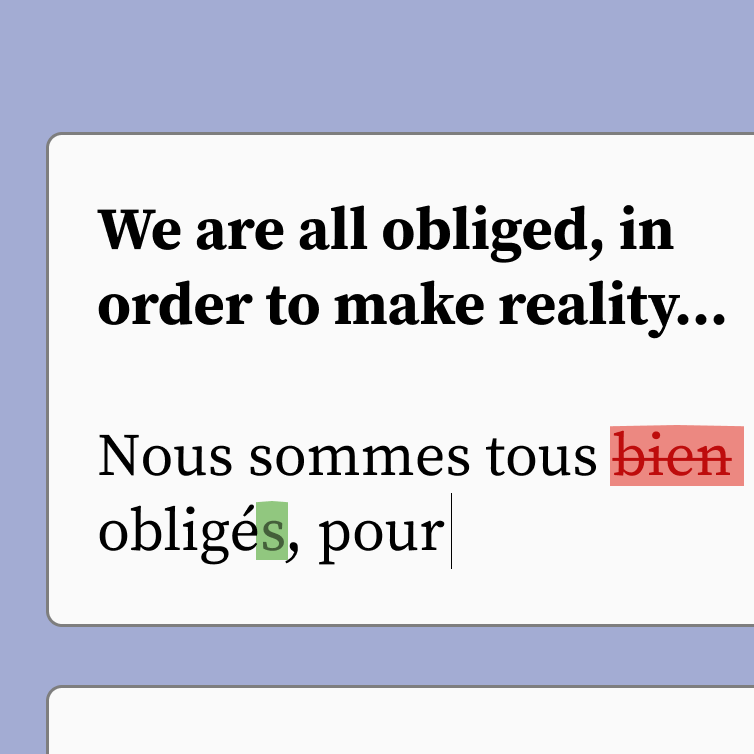 We are all obliged, in
order to make reality...
Nous sommes tous bien
obligés, pour